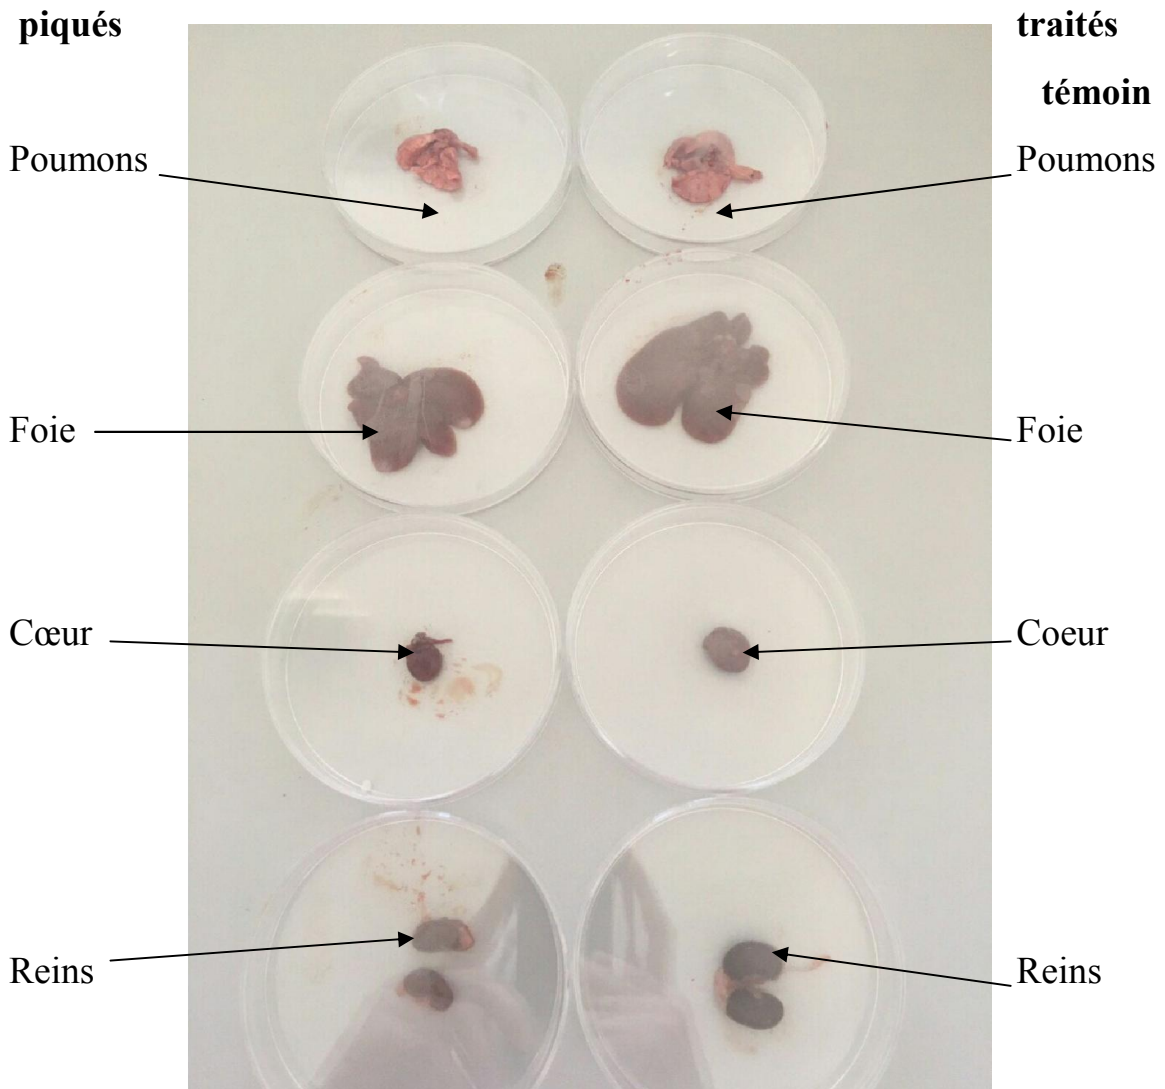 piqués
traités
témoin
Poumons
Poumons
Foie
Foie
Cœur
Coeur
Reins
Reins